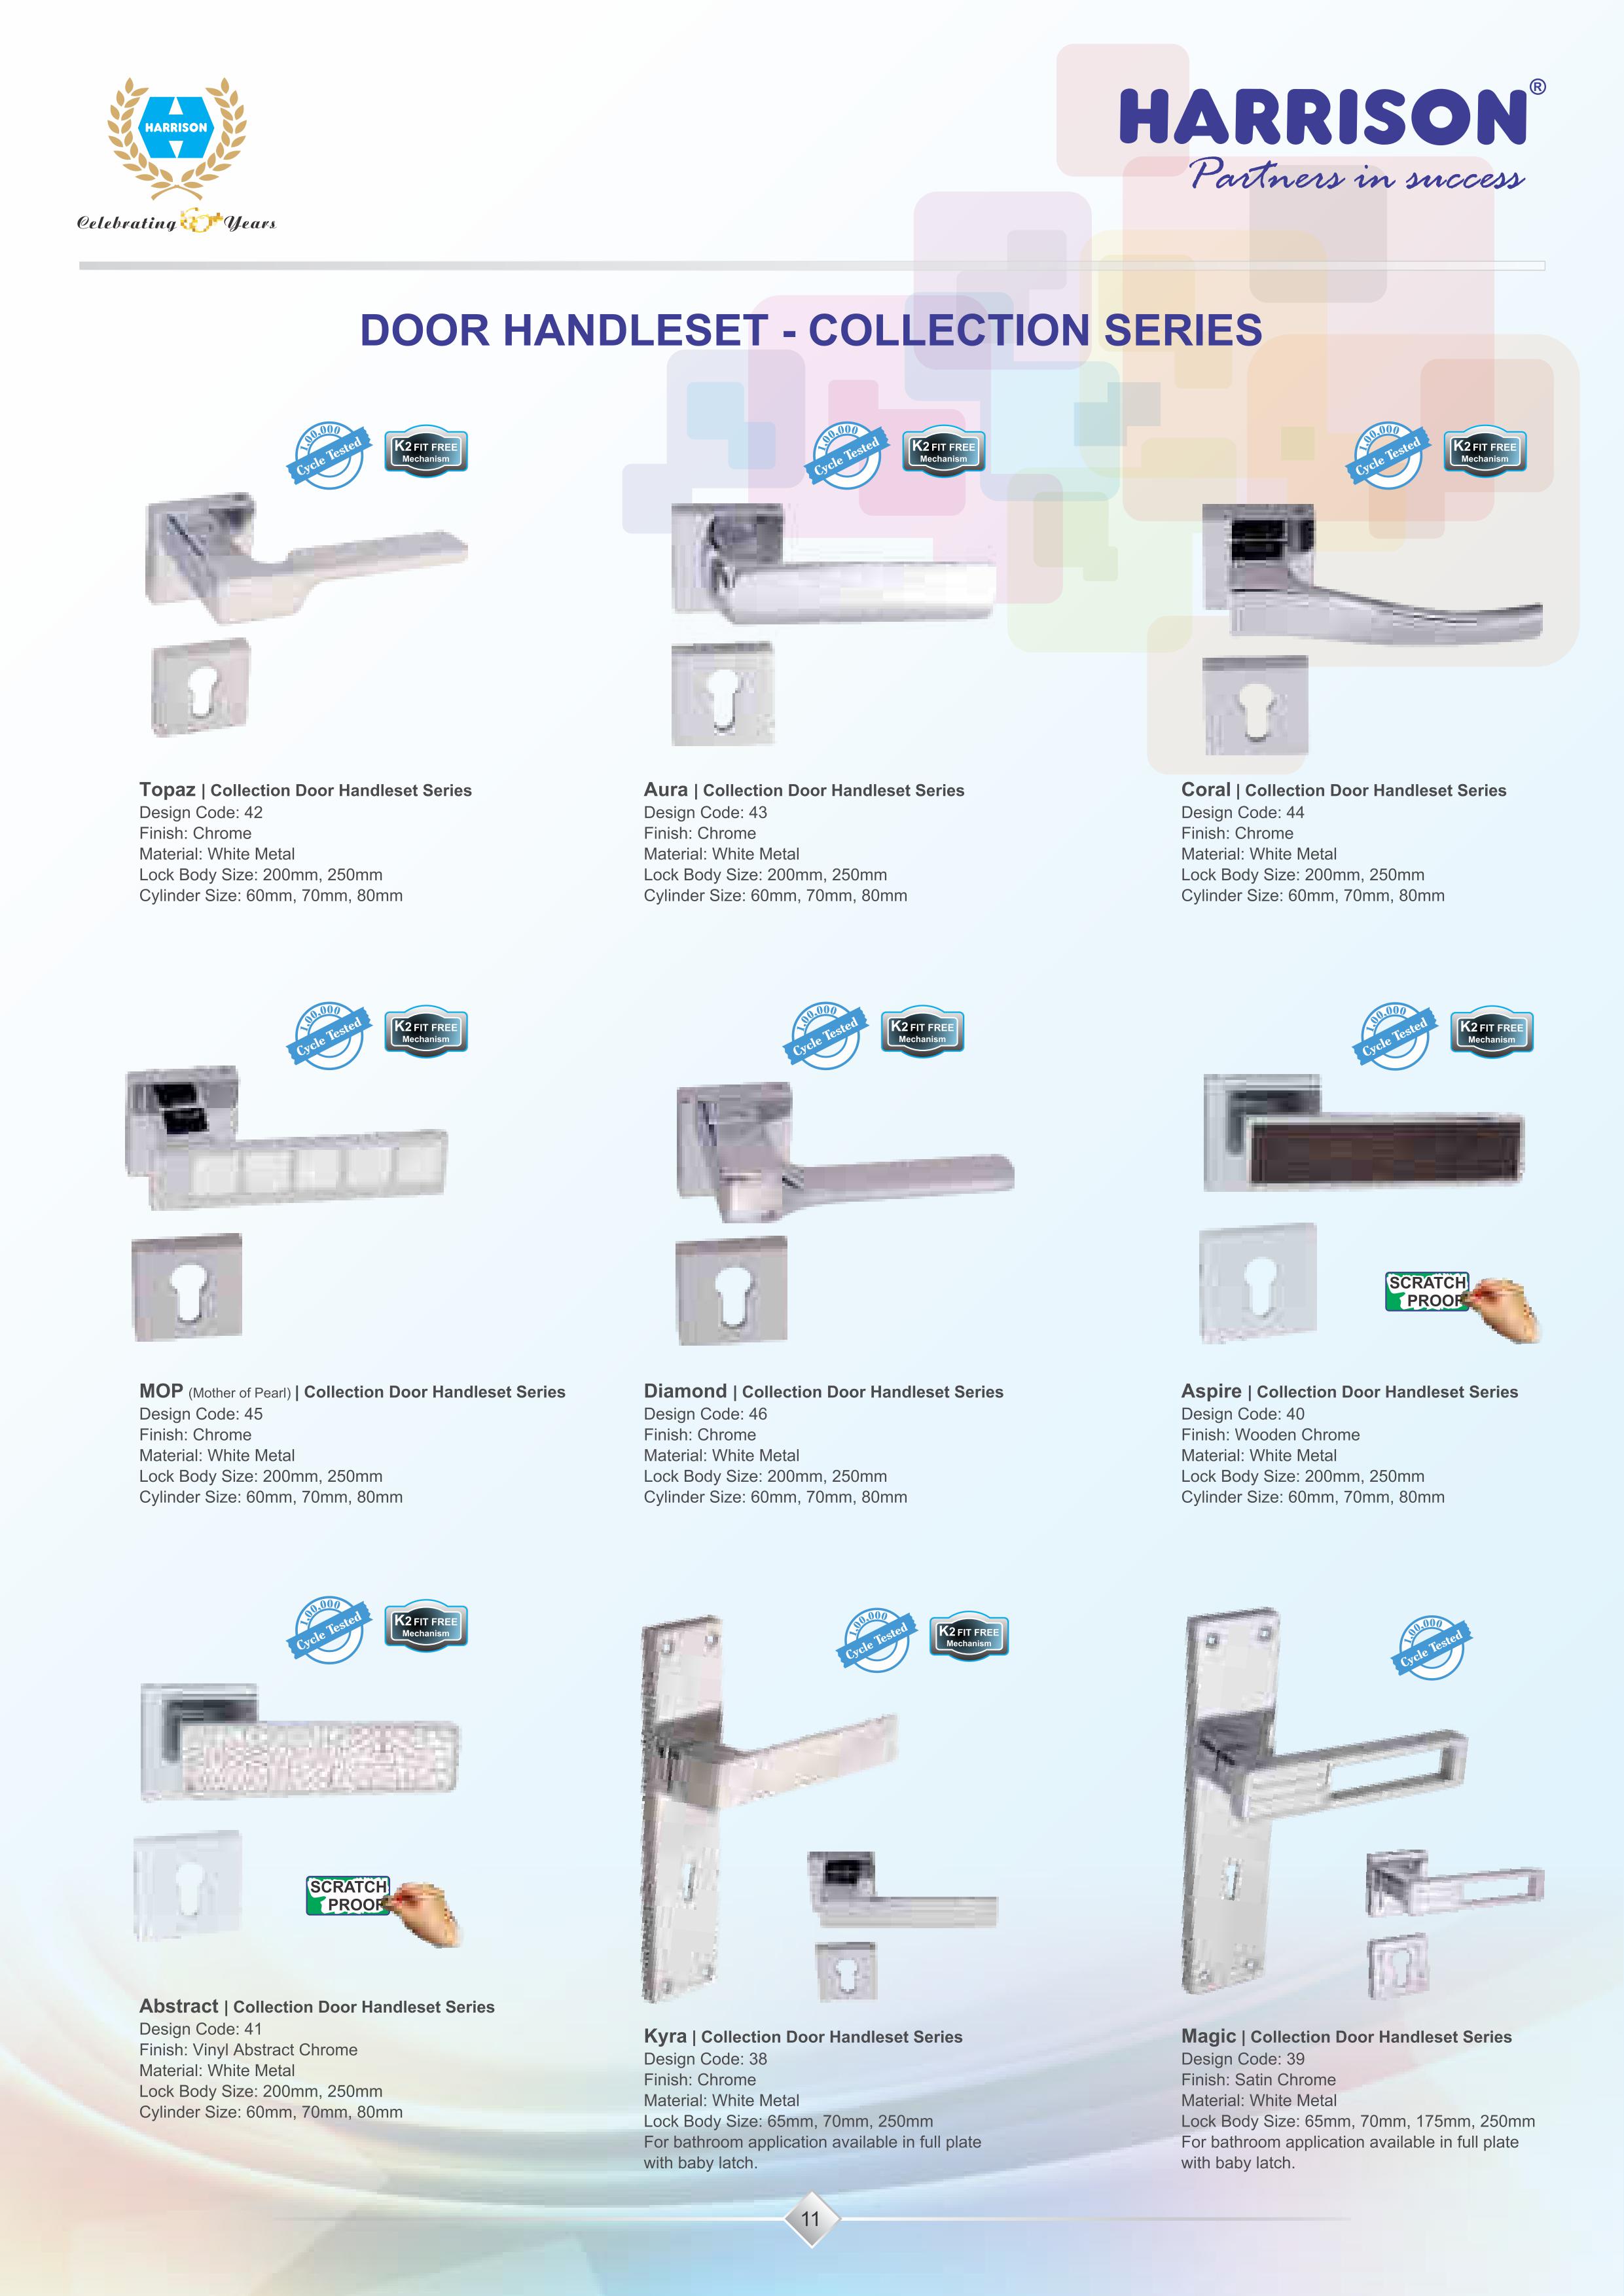 HARRISON
Celebrating
Years
HARRISON®
Partners in success
DOOR HANDLESET - COLLECTION SERIES
1,00,000
Cycle Tested
K2 FIT FREE
Mechanism
1,00,000
Cycle Tested
K2 FIT FREE
Mechanism
1,00,000
Cycle Tested
K2 FIT FREE
Mechanism
Topaz | Collection Door Handleset Series
Design Code: 42
Finish: Chrome
Material: White Metal
Lock Body Size: 200mm, 250mm
Cylinder Size: 60mm, 70mm, 80mm
Aura | Collection Door Handleset Series
Design Code: 43
Finish: Chrome
Material: White Metal
Lock Body Size: 200mm, 250mm
Cylinder Size: 60mm, 70mm, 80mm
Coral | Collection Door Handleset Series
Design Code: 44
Finish: Chrome
Material: White Metal
Lock Body Size: 200mm, 250mm
Cylinder Size: 60mm, 70mm, 80mm
1,00,000
Cycle Tested
K2 FIT FREE
Mechanism
1,00,000
Cycle Tested
K2 FIT FREE
Mechanism
1,00,000
Cycle Tested
K2 FIT FREE
Mechanism
SCRATCH
PROOF
MOP (Mother of Pearl) | Collection Door Handleset Series
Design Code: 45
Finish: Chrome
Material: White Metal
Lock Body Size: 200mm, 250mm
Cylinder Size: 60mm, 70mm, 80mm
Diamond | Collection Door Handleset Series
Design Code: 46
Finish: Chrome
Material: White Metal
Lock Body Size: 200mm, 250mm
Cylinder Size: 60mm, 70mm, 80mm
Aspire | Collection Door Handleset Series
Design Code: 40
Finish: Wooden Chrome
Material: White Metal
Lock Body Size: 200mm, 250mm
Cylinder Size: 60mm, 70mm, 80mm
1,00,000
Cycle Tested
K2 FIT FREE
Mechanism
1,00,000
Cycle Tested
K2 FIT FREE
Mechanism
1,00,000
Cycle Tested
SCRATCH
PROOF
Abstract | Collection Door Handleset Series
Design Code: 41
Finish: Vinyl Abstract Chrome
Material: White Metal
Lock Body Size: 200mm, 250mm
Cylinder Size: 60mm, 70mm, 80mm
Kyra | Collection Door Handleset Series
Design Code: 38
Finish: Chrome
Material: White Metal
Lock Body Size: 65mm, 70mm, 250mm
For bathroom application available in full plate
with baby latch.
Magic | Collection Door Handleset Series
Design Code: 39
Finish: Satin Chrome
Material: White Metal
Lock Body Size: 65mm, 70mm, 175mm, 250mm
For bathroom application available in full plate
with baby latch.
11